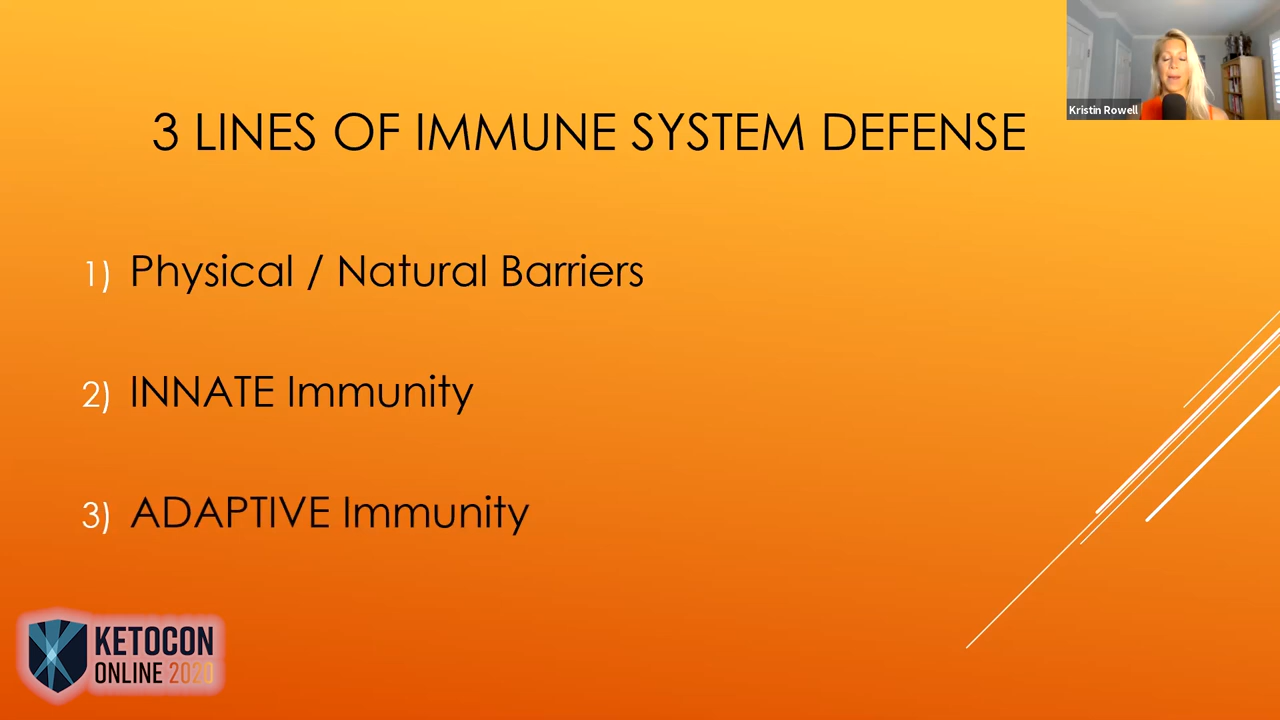 Kristin Rowell
3 LINES OF IMMUNE SYSTEM DEFENSE
1) Physical / Natural Barriers
2) INNATE Immunity
3) ADAPTIVE Immunity
KETOCON
ONLINE 2020